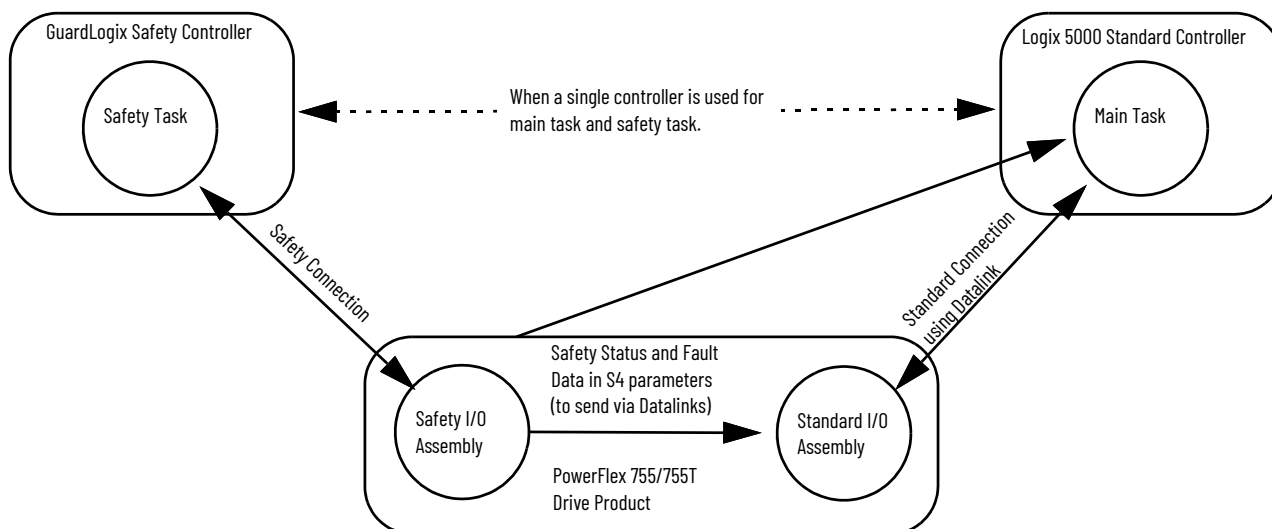 GuardLogix Safety Controller
Safety Task
When a single controller is used for
main task and safety task.
Logix 5000 Standard Controller
Main Task
Safety Connection
Standard Connection
using Datalink
Safety Status and Fault
Data in S4 parameters
(to send via Datalinks)
Safety I/O
Assembly
Standard I/O
Assembly
PowerFlex 755/755T
Drive Product